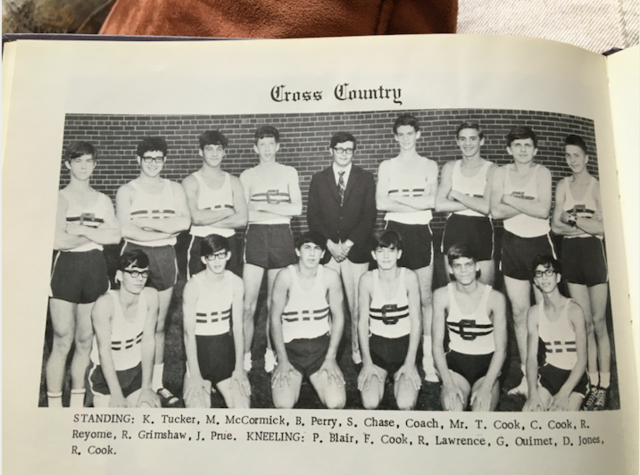 Cross Country
STANDING: K. Tucker, M. McCormick, B. Perry, S. Chase, Coach, Mr. T. Cook, C. Cook, R.
Reyome, R. Grimshaw, J. Prue. KNEELING: P. Blair, F. Cook, R. Lawrence, G. Ouimet, D. Jones,
R. Cook.